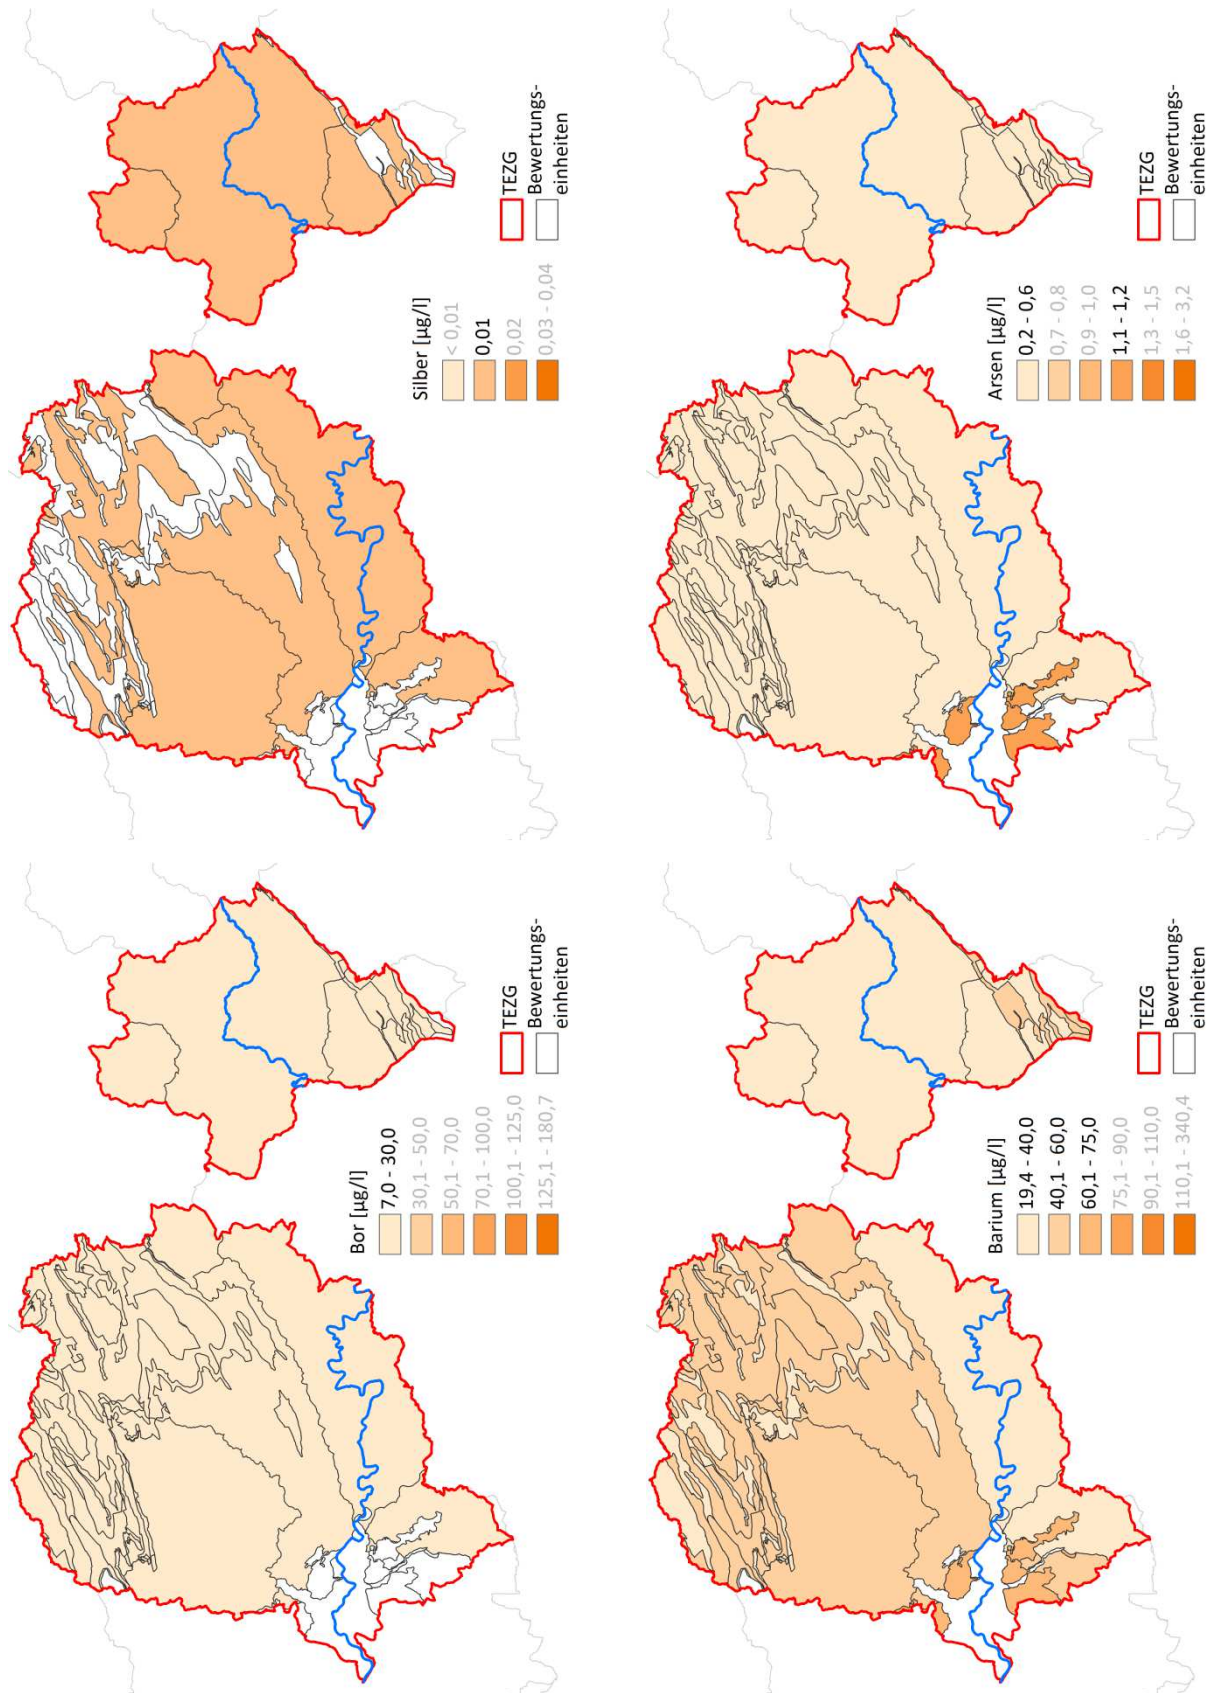 Bor [µg/l]
7,0 - 30,0
30,1 - 50,0
50,1 - 70,0
70,1 - 100,0
100,1 - 125,0
125,1 - 180,7
TEZG
Bewertungs-
einheiten
Silber [µg/l]
< 0,01
0,01
0,02
0,03 - 0,04
TEZG
Bewertungs-
einheiten
Barium [µg/l]
19,4 - 40,0
40,1 - 60,0
60,1 - 75,0
75,1 - 90,0
90,1 - 110,0
110,1 - 340,4
TEZG
Bewertungs-
einheiten
Arsen [µg/l]
0,2 - 0,6
0,7 - 0,8
0,9 - 1,0
1,1 - 1,2
1,3 - 1,5
1,6 - 3,2
TEZG
Bewertungs-
einheiten